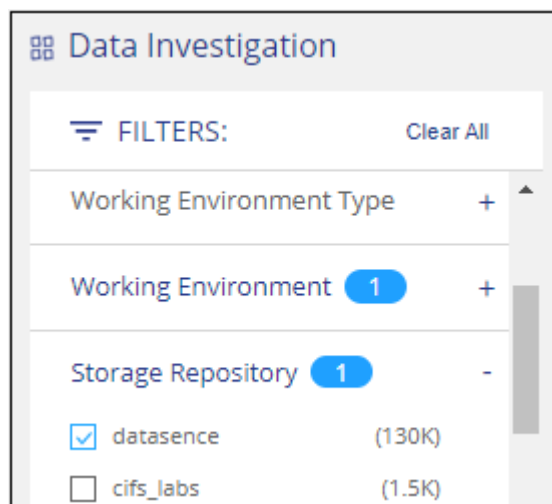 Data Investigation
FILTERS: Clear All
Working Environment Type +
Working Environment 1 +
Storage Repository 1 -
datasence (130K)
cifs_labs (1.5K)